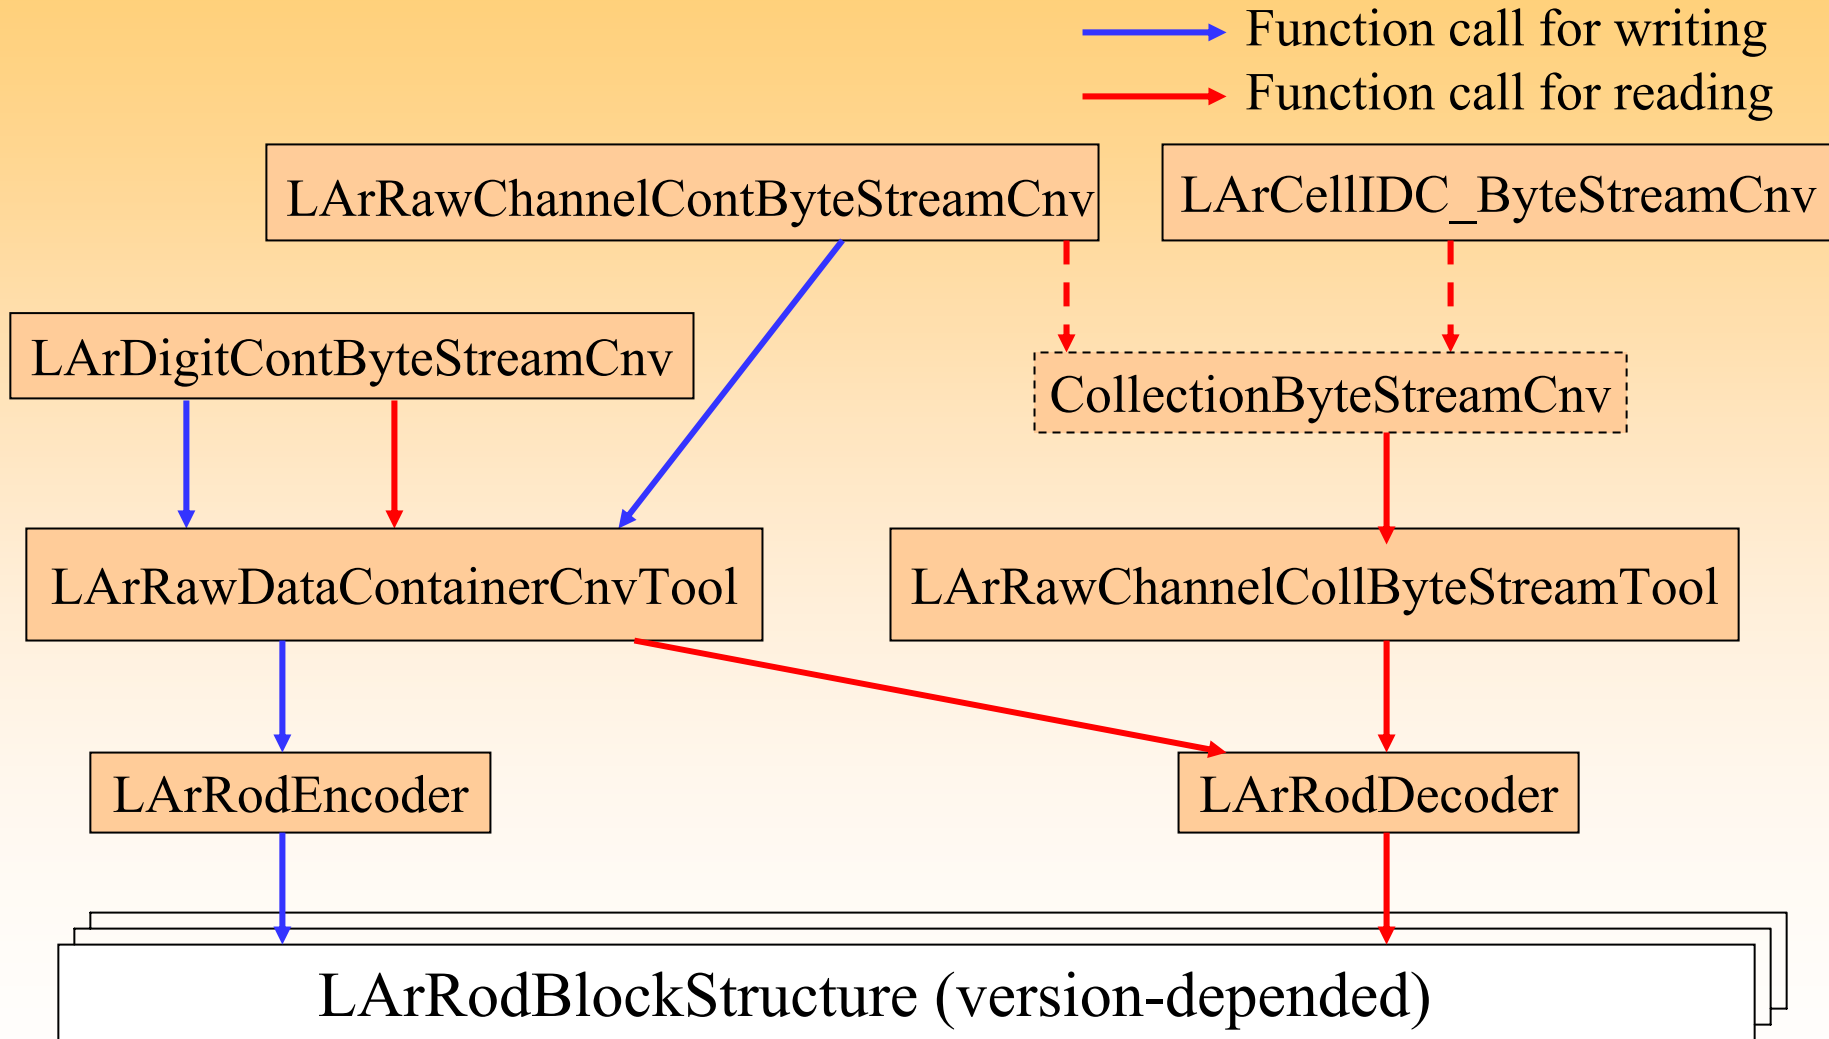 Function call for writing
Function call for reading
LArRawChannelContByteStreamCnv
LArCellIDC_ByteStreamCnv
LArDigitContByteStreamCnv
CollectionByteStreamCnv
LArRawDataContainerCnvTool
LArRawChannelCollByteStreamTool
LArRodEncoder
LArRodDecoder
LArRodBlockStructure (version-depended)